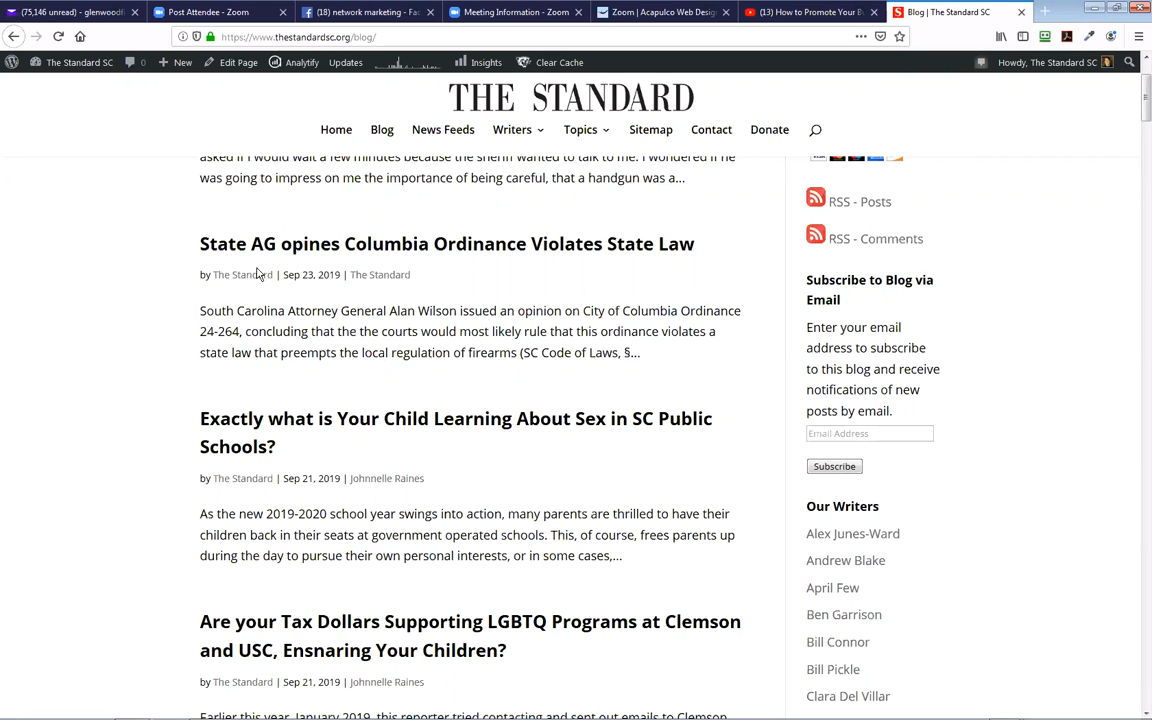 (75,146 unread) - glenwoodf
Post Attendee - Zoom
(18) network marketing - Fac
Meeting Information - Zoom
Zoom | Acapulco Web Desig
(13) How to Promote Your B
Blog | The Standard SC
https://www.thestandardsc.org/blog/
The Standard SC
0
New
Edit Page
Analytify
Updates
Insights
Clear Cache
Howdy, The Standard SC
THE STANDARD
Home
Blog
News Feeds
Writers
Topics
Sitemap
Contact
Donate
asked if I would wait a few minutes because the sheriff wanted to talk to me. I wondered if he
was going to impress on me the importance of being careful, that a handgun was a...
State AG opines Columbia Ordinance Violates State Law
by The Standard | Sep 23, 2019 | The Standard
South Carolina Attorney General Alan Wilson issued an opinion on City of Columbia Ordinance
24-264, concluding that the the courts would most likely rule that this ordinance violates a
state law that preempts the local regulation of firearms (SC Code of Laws, §...
Exactly what is Your Child Learning About Sex in SC Public
Schools?
by The Standard | Sep 21, 2019 | Johnnelle Raines
As the new 2019-2020 school year swings into action, many parents are thrilled to have their
children back in their seats at government operated schools. This, of course, frees parents up
during the day to pursue their own personal interests, or in some cases,...
Are your Tax Dollars Supporting LGBTQ Programs at Clemson
and USC, Ensnaring Your Children?
by The Standard | Sep 21, 2019 | Johnnelle Raines
Earlier this year, January 2019, this reporter tried contacting and sent out emails to Clemson
RSS - Posts
RSS - Comments
Subscribe to Blog via
Email
Enter your email
address to subscribe
to this blog and receive
notifications of new
posts by email.
Email Address
Subscribe
Our Writers
Alex Junes-Ward
Andrew Blake
April Few
Ben Garrison
Bill Connor
Bill Pickle
Clara Del Villar